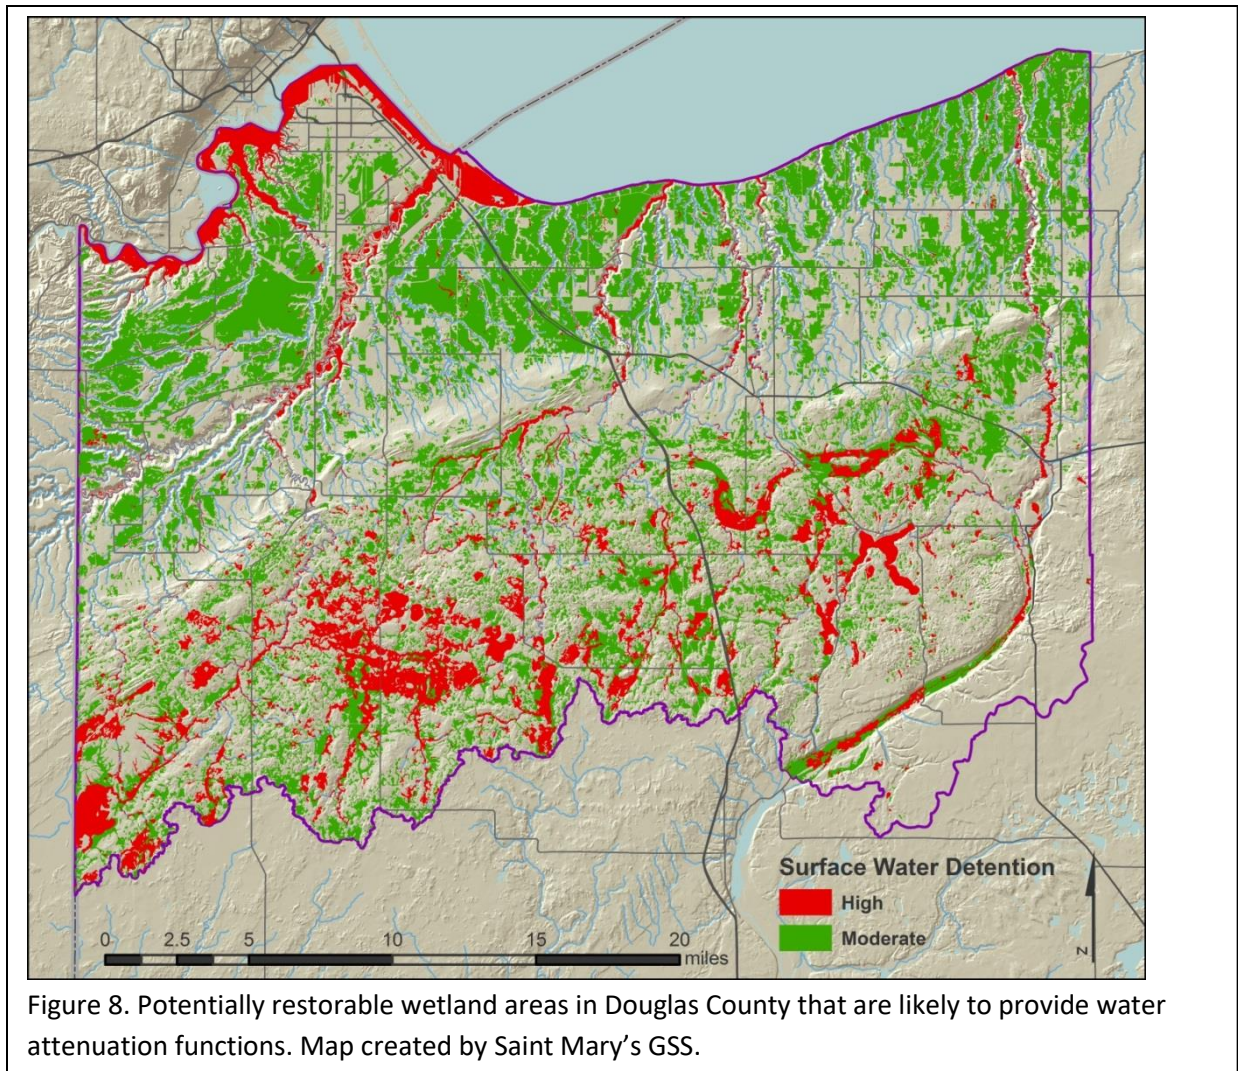 Surface Water Detention
High
Moderate
0 2.5 5 10 15 20
miles
N
Figure 8. Potentially restorable wetland areas in Douglas County that are likely to provide water
attenuation functions. Map created by Saint Mary's GSS.